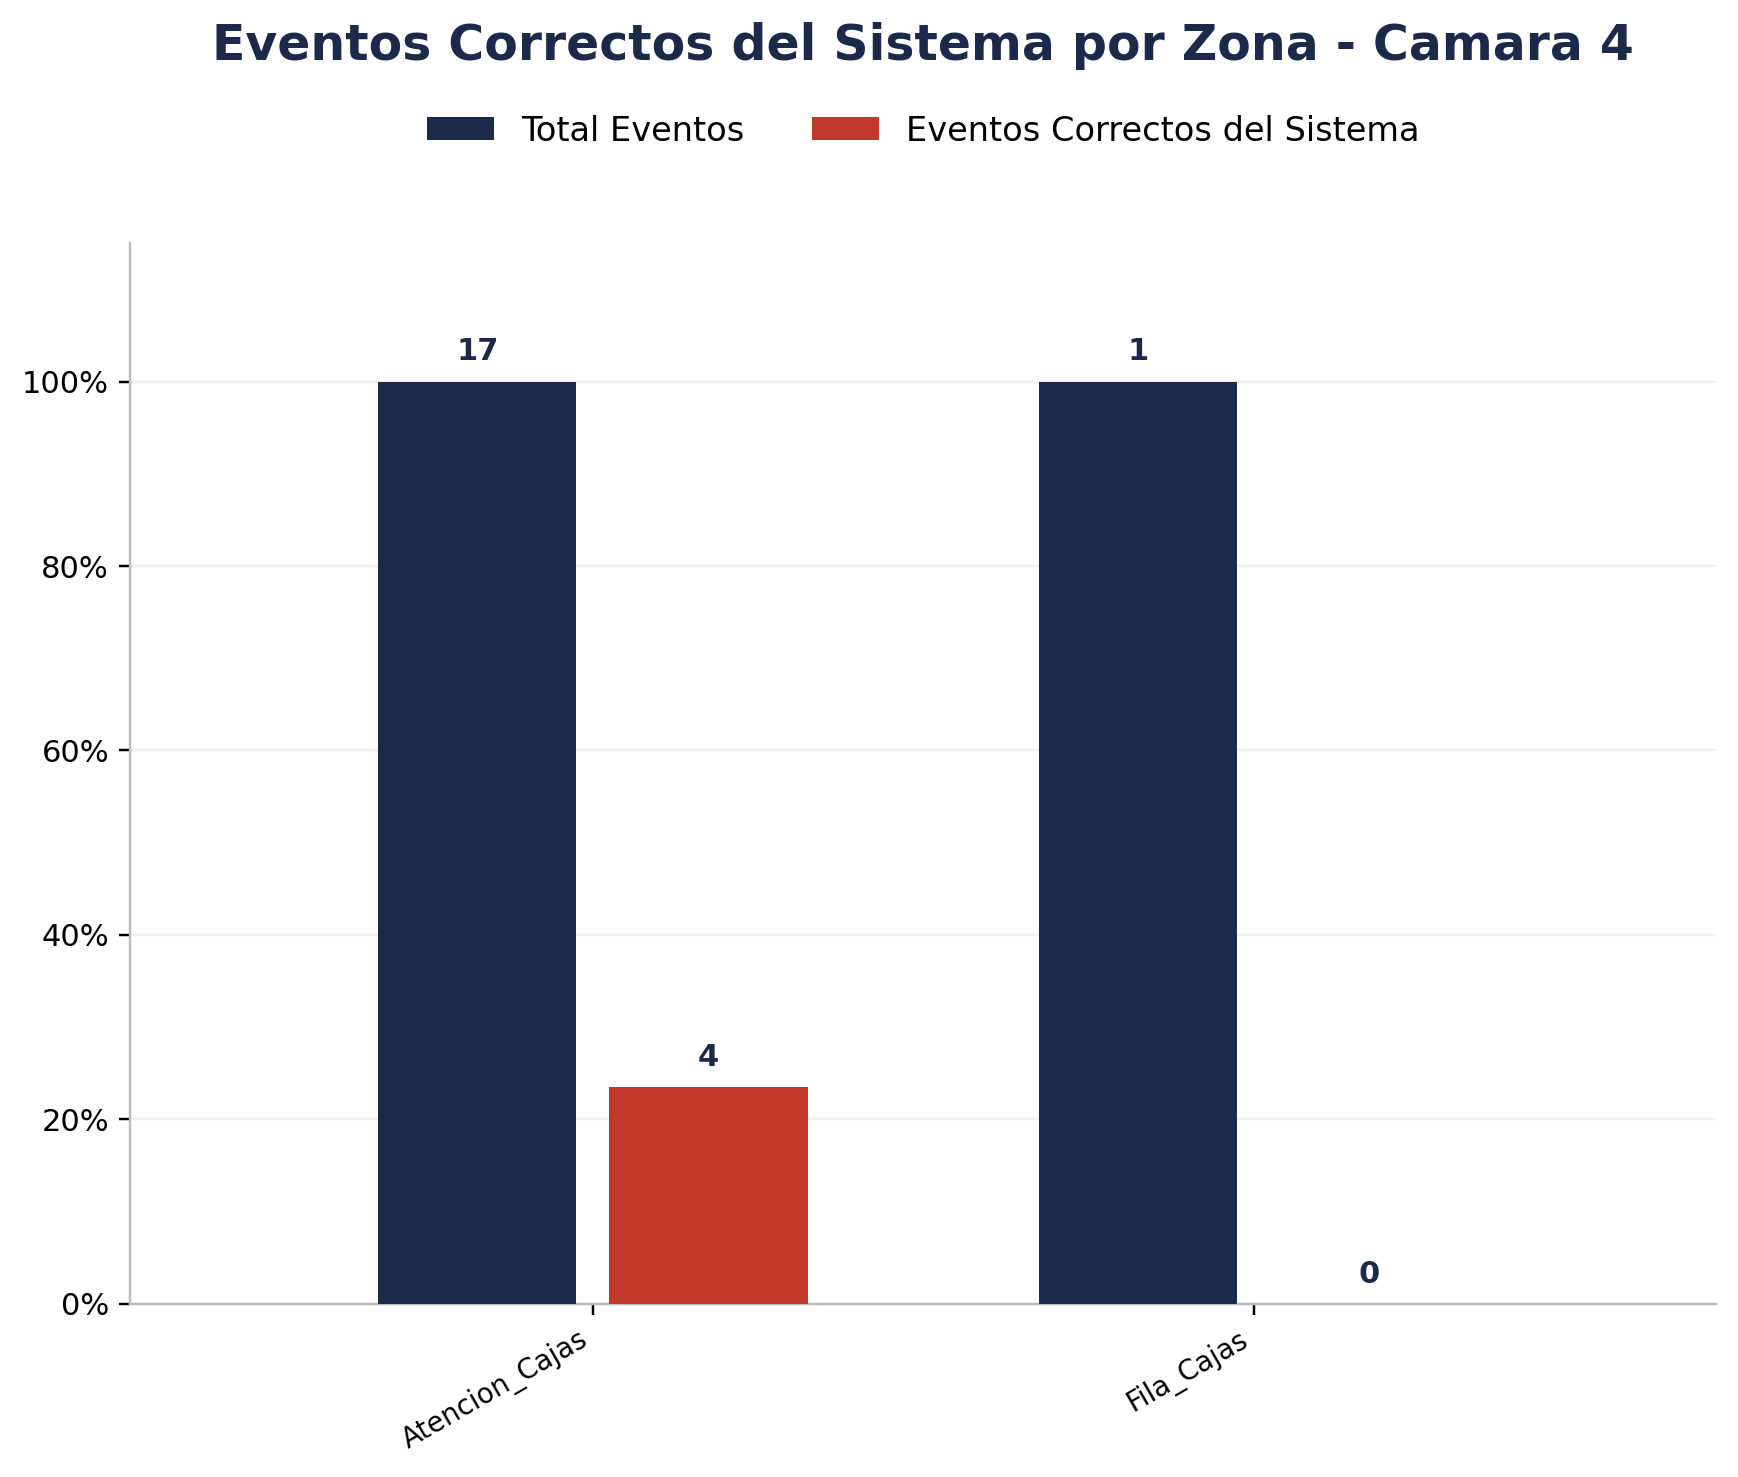 Eventos Correctos del Sistema por Zona - Camara 4
Total Eventos
Eventos Correctos del Sistema
17
1
100%
80%
60%
40%
4
20%
0
0%
Atencion_Cajas
Fila_Cajas